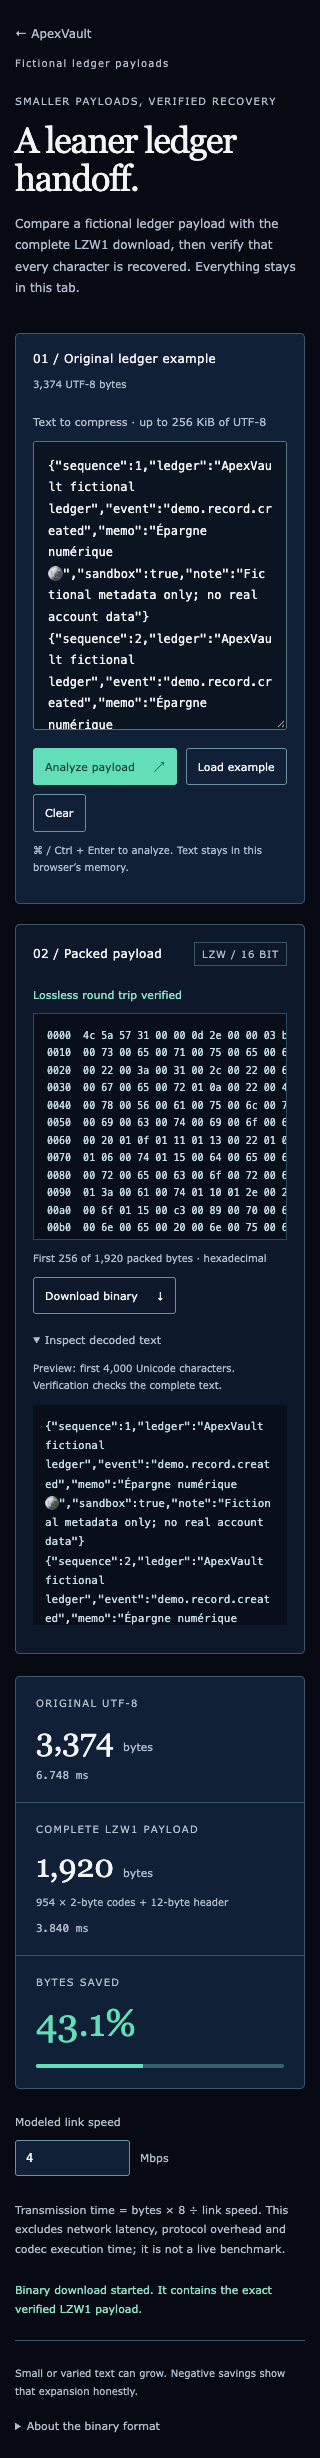 ← ApexVault
Fictional ledger payloads
SMALLER PAYLOADS, VERIFIED RECOVERY
A leaner ledger
handoff.
Compare a fictional ledger payload with the
complete LZW1 download, then verify that
every character is recovered. Everything stays
in this tab.
01 / Original ledger example
3,374 UTF-8 bytes
Text to compress · up to 256 KiB of UTF-8
{"sequence":1,"ledger":"ApexVau
lt fictional
ledger","event":"demo.record.cr
eated","memo":"Épargne
numérique
🌕","sandbox":true,"note":"Fic
tional metadata only; no real
account data"}
{"sequence":2,"ledger":"ApexVau
lt fictional
ledger","event":"demo.record.cr
eated","memo":"Épargne
numérique
Analyze payload ↗
Load example
Clear
⌘ / Ctrl + Enter to analyze. Text stays in this
browser's memory.
02 / Packed payload
LZW / 16 BIT
Lossless round trip verified
0000 4c 5a 57 31 00 00 0d 2e 00 00 03 b
0010 00 73 00 65 00 71 00 75 00 65 00 6
0020 00 22 00 3a 00 31 00 2c 00 22 00 6
0030 00 67 00 65 00 72 01 0a 00 22 00 4
0040 00 78 00 56 00 61 00 75 00 6c 00 7
0050 00 69 00 63 00 74 00 69 00 6f 00 6
0060 00 20 01 0f 01 11 01 13 00 22 01 0
0070 01 06 00 74 01 15 00 64 00 65 00 6
0080 00 72 00 65 00 63 00 6f 00 72 00 6
0090 01 3a 00 61 00 74 01 10 01 2e 00 2
00a0 00 6f 01 15 00 c3 00 89 00 70 00 6
00b0 00 6e 00 65 00 20 00 6e 00 75 00 6
First 256 of 1,920 packed bytes · hexadecimal
Download binary ↓
▼ Inspect decoded text
Preview: first 4,000 Unicode characters.
Verification checks the complete text.
{"sequence":1,"ledger":"ApexVault
fictional
ledger","event":"demo.record.creat
ed","memo":"Épargne numérique
🌕","sandbox":true,"note":"Fiction
al metadata only; no real account
data"}
{"sequence":2,"ledger":"ApexVault
fictional
ledger","event":"demo.record.creat
ed","memo":"Épargne numérique
ORIGINAL UTF-8
3,374 bytes
6.748 ms
COMPLETE LZW1 PAYLOAD
1,920 bytes
954 × 2-byte codes + 12-byte header
3.840 ms
BYTES SAVED
43.1%
Modeled link speed
4 Mbps
Transmission time = bytes × 8 ÷ link speed. This
excludes network latency, protocol overhead and
codec execution time; it is not a live benchmark.
Binary download started. It contains the exact
verified LZW1 payload.
Small or varied text can grow. Negative savings show
that expansion honestly.
▶ About the binary format